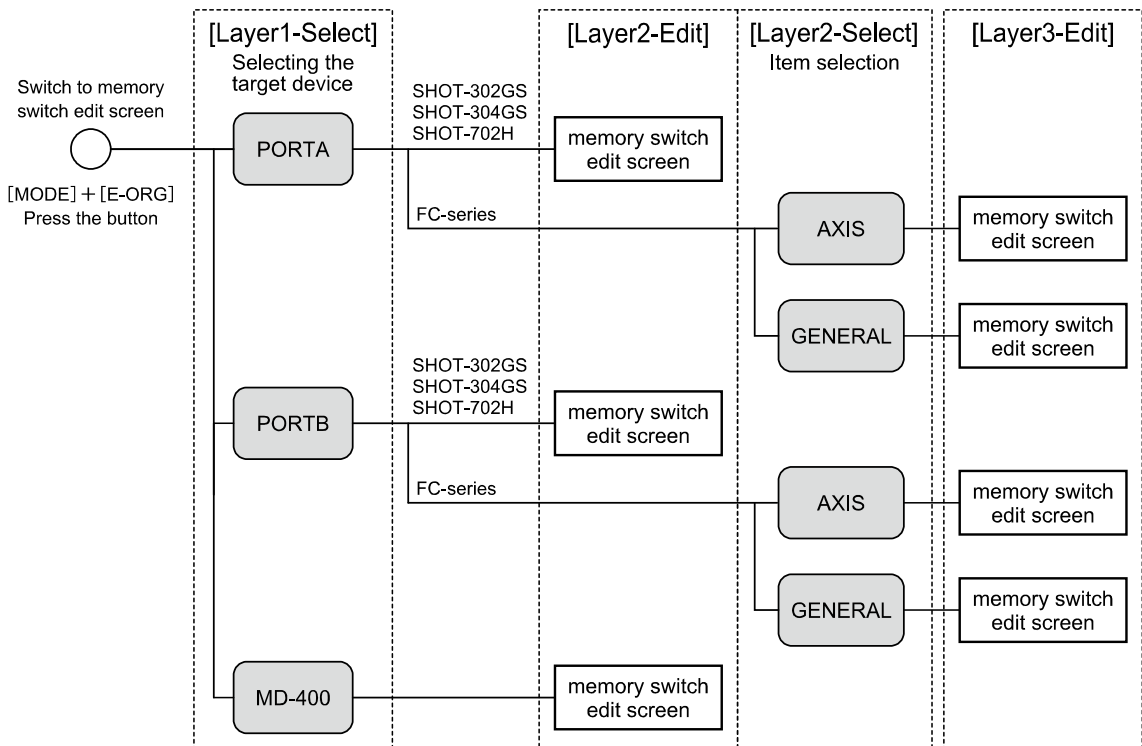 [Layer1-Select]
Selecting the
target device
[Layer2-Edit]
[Layer2-Select]
Item selection
[Layer3-Edit]
Switch to memory
switch edit screen
[MODE]+[E-ORG]
Press the button
PORTA
SHOT-302GS
SHOT-304GS
SHOT-702H
memory switch
edit screen
FC-series
AXIS
memory switch
edit screen
GENERAL
memory switch
edit screen
PORTB
SHOT-302GS
SHOT-304GS
SHOT-702H
memory switch
edit screen
FC-series
AXIS
memory switch
edit screen
GENERAL
memory switch
edit screen
MD-400
memory switch
edit screen